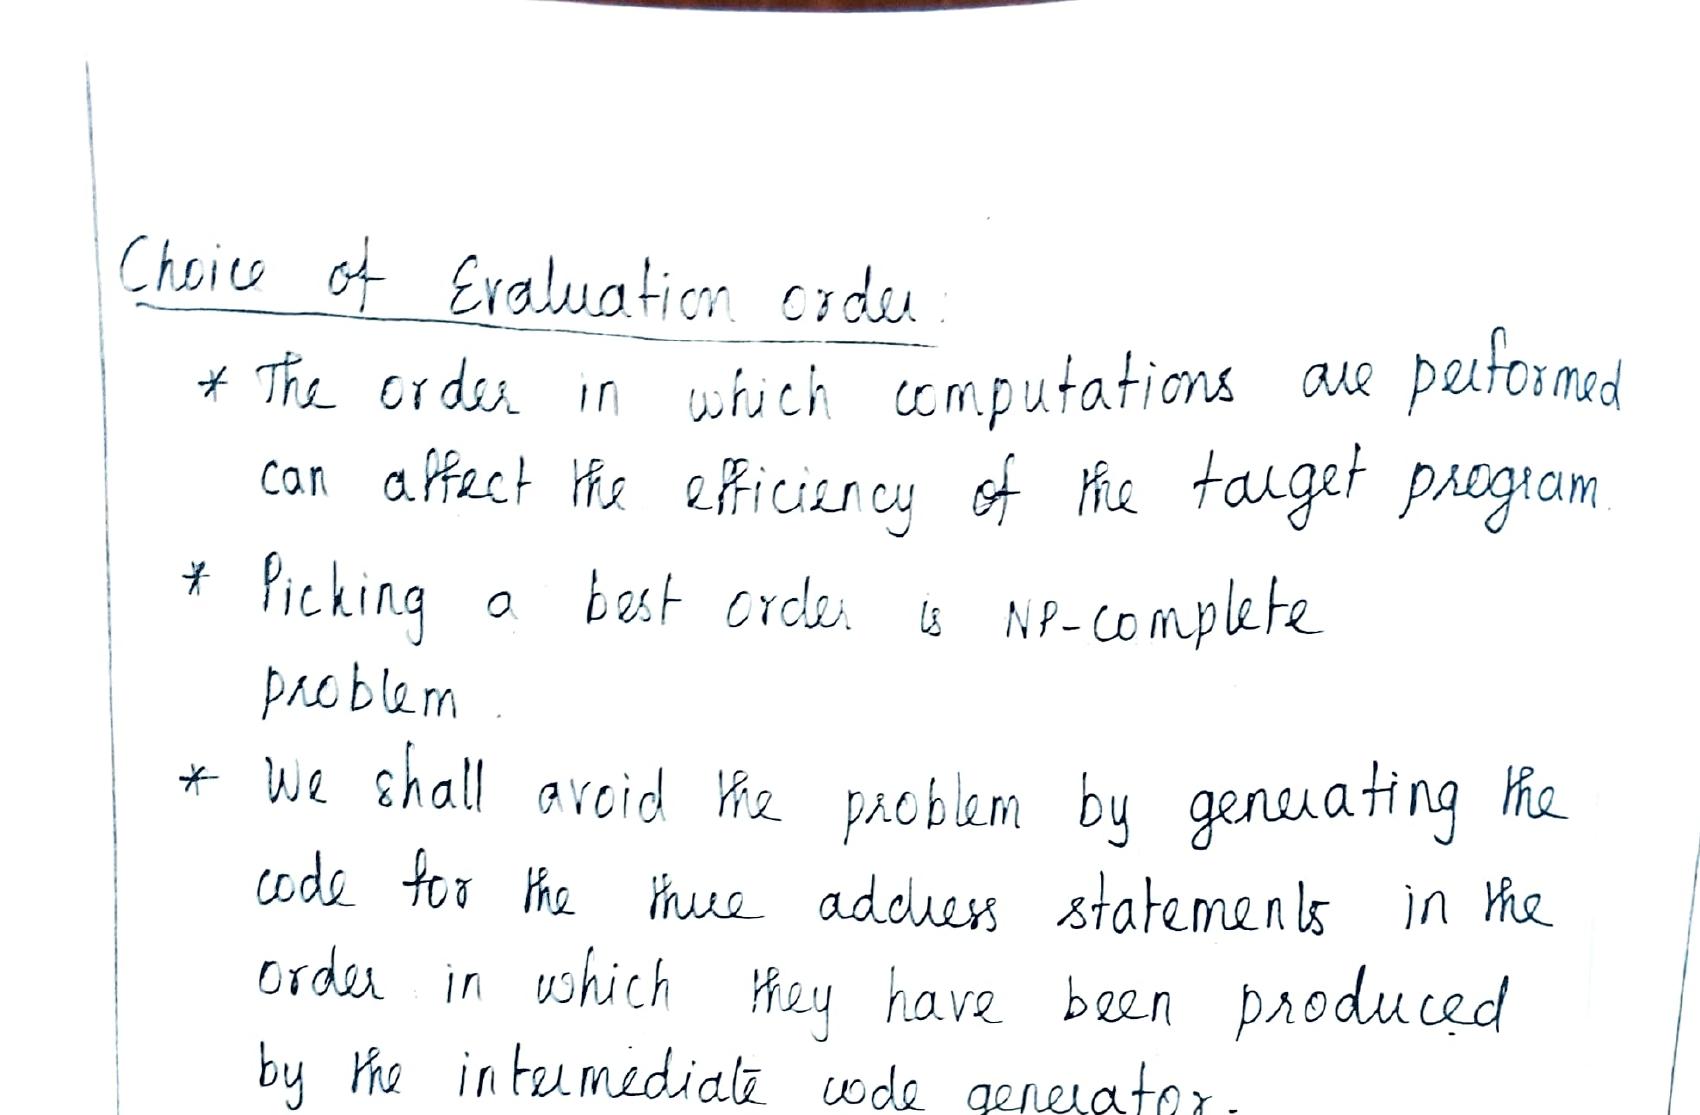 Choice of Evaluation order:
* The order in which computations are performed
can affect the efficiency of the target program.
* Picking a best order is NP-complete
problem.
* We shall avoid the problem by generating the
code for the three address statements in the
order in which they have been produced
by the intermediate code generator.